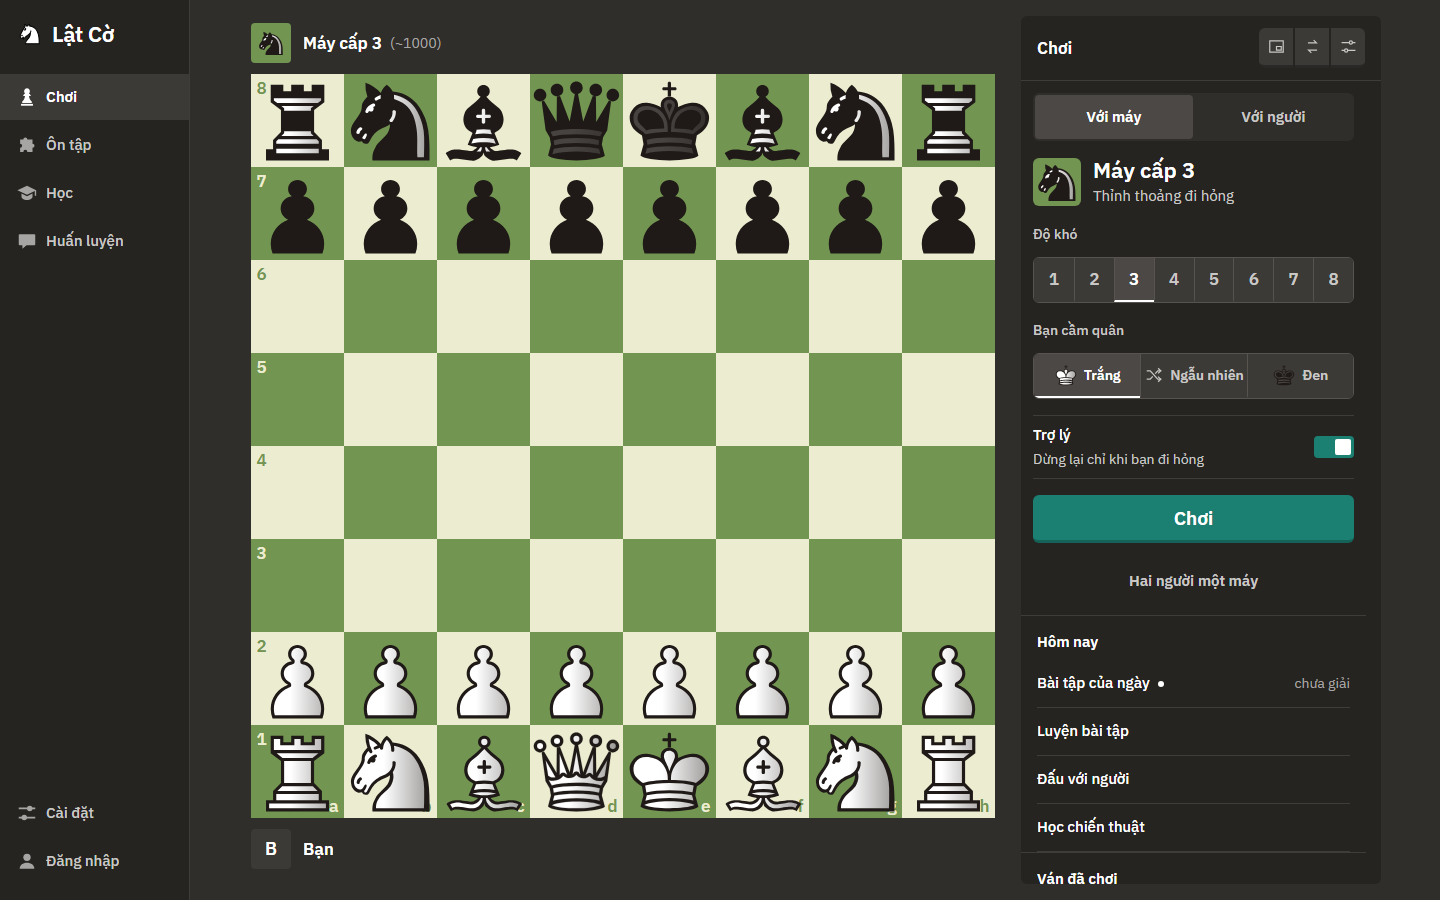 Lật Cờ
Chơi
Ôn tập
Học
Huấn luyện
Cài đặt
Đăng nhập
Máy cấp 3 (~1000)
8
7
6
5
4
3
2
1
a
c
d
e
f
g
h
B Bạn
Chơi
Với máy Với người
Máy cấp 3
Thỉnh thoảng đi hỏng
Độ khó
1 2 3 4 5 6 7 8
Bạn cầm quân
Trắng Ngẫu nhiên Đen
Trợ lý
Dừng lại chỉ khi bạn đi hỏng
Chơi
Hai người một máy
Hôm nay
Bài tập của ngày chưa giải
Luyện bài tập
Đấu với người
Học chiến thuật
Ván đã chơi